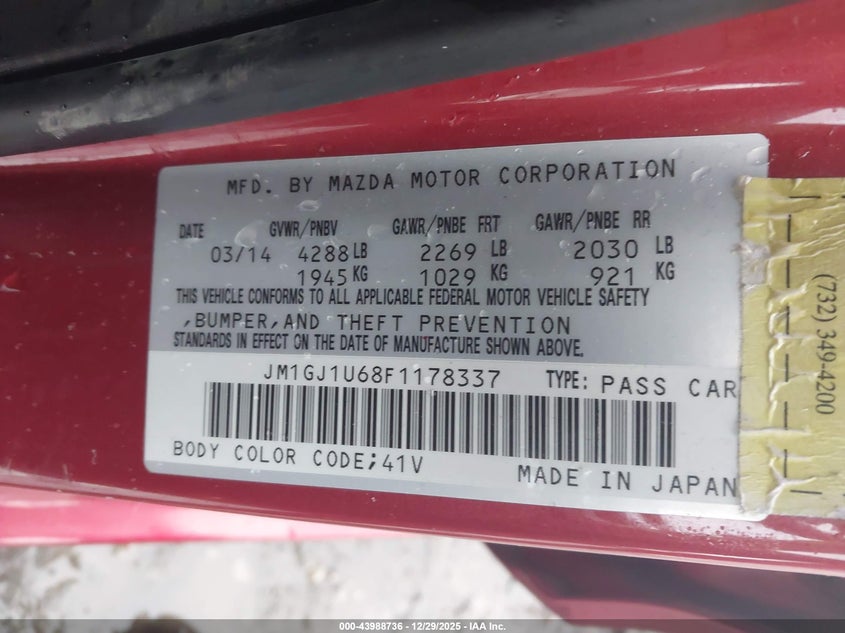 MFD. BY MAZDA MOTOR CORPORATION
DATE GVWR/PNBV GAWR/PNBE FRT GAWR/PNBE RR
03/14 4288 LB 2269 LB 2030 LB
1945 KG 1029 KG 921 KG
THIS VEHICLE CONFORMS TO ALL APPLICABLE FEDERAL MOTOR VEHICLE SAFETY
,BUMPER,AND THEFT PREVENTION
STANDARDS IN EFFECT ON THE DATE OF MANUFACTURE SHOWN ABOVE.
JM1GJ1U68F1178337 TYPE: PASS CAR
BODY COLOR CODE;41V
MADE IN JAPAN
(732) 349-4200
000-43988736 - 12/29/2025 - IAA Inc.